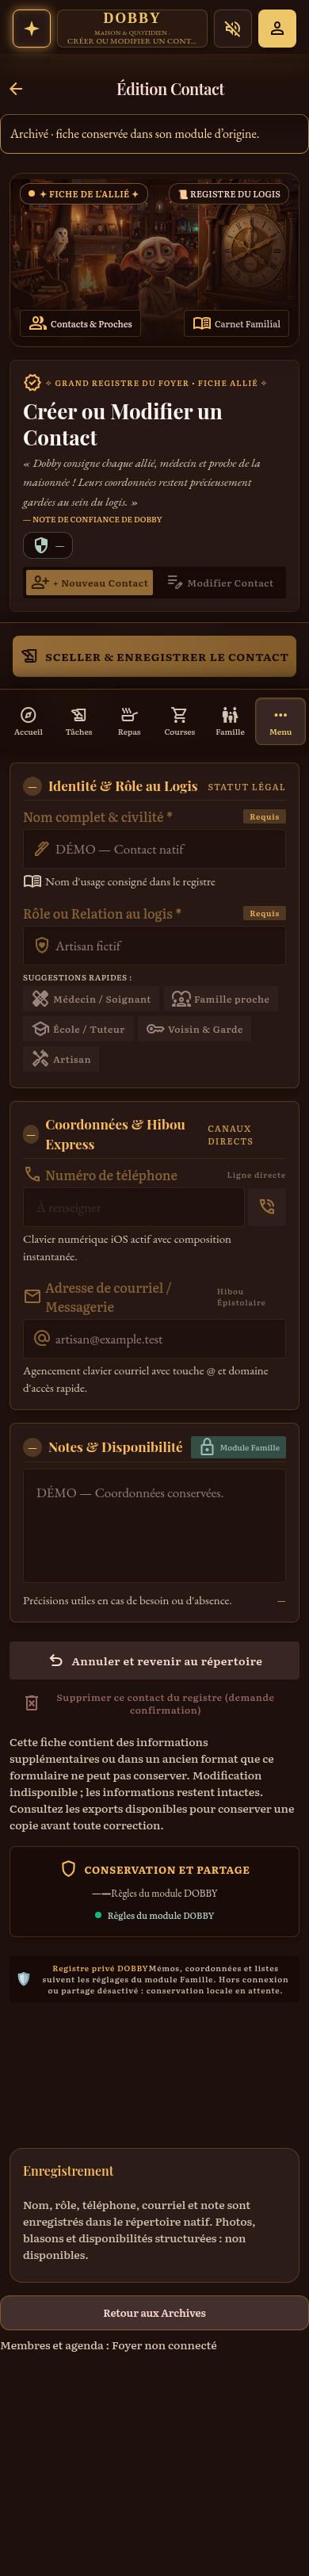 DOBBY
MAISON & QUOTIDIEN ·
CRÉER OU MODIFIER UN CONT…
Édition Contact
Archivé · fiche conservée dans son module d’origine.
✦ FICHE DE L'ALLIÉ ✦
📜 REGISTRE DU LOGIS
Contacts & Proches
Carnet Familial
✧ GRAND REGISTRE DU FOYER • FICHE ALLIÉ ✧
Créer ou Modifier un
Contact
« Dobby consigne chaque allié, médecin et proche de la
maisonnée ! Leurs coordonnées restent précieusement
gardées au sein du logis. »
— NOTE DE CONFIANCE DE DOBBY
—
+ Nouveau Contact
Modifier Contact
SCELLER & ENREGISTRER LE CONTACT
Accueil
Tâches
Repas
Courses
Famille
Menu
— Identité & Rôle au Logis STATUT LÉGAL
Nom complet & civilité * Requis
DÉMO — Contact natif
Nom d'usage consigné dans le registre
Rôle ou Relation au logis * Requis
Artisan fictif
SUGGESTIONS RAPIDES :
Médecin / Soignant
Famille proche
École / Tuteur
Voisin & Garde
Artisan
— Coordonnées & Hibou
Express
CANAUX
DIRECTS
Numéro de téléphone Ligne directe
À renseigner
Clavier numérique iOS actif avec composition
instantanée.
Adresse de courriel /
Messagerie
Hibou
Épistolaire
artisan@example.test
Agencement clavier courriel avec touche @ et domaine
d'accès rapide.
— Notes & Disponibilité Module Famille
DÉMO — Coordonnées conservées.
Précisions utiles en cas de besoin ou d'absence. —
Annuler et revenir au répertoire
Supprimer ce contact du registre (demande
confirmation)
Cette fiche contient des informations
supplémentaires ou dans un ancien format que ce
formulaire ne peut pas conserver. Modification
indisponible ; les informations restent intactes.
Consultez les exports disponibles pour conserver une
copie avant toute correction.
CONSERVATION ET PARTAGE
——Règles du module DOBBY
Règles du module DOBBY
Registre privé DOBBYMémos, coordonnées et listes
suivent les réglages du module Famille. Hors connexion
ou partage désactivé : conservation locale en attente.
Enregistrement
Nom, rôle, téléphone, courriel et note sont
enregistrés dans le répertoire natif. Photos,
blasons et disponibilités structurées : non
disponibles.
Retour aux Archives
Membres et agenda : Foyer non connecté